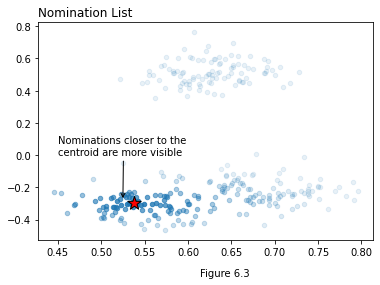 Nomination List
0.8
0.6
0.4
0.2
0.0
−0.2
−0.4
Nominations closer to the
centroid are more visible
0.45 0.50 0.55 0.60 0.65 0.70 0.75 0.80
Figure 6.3